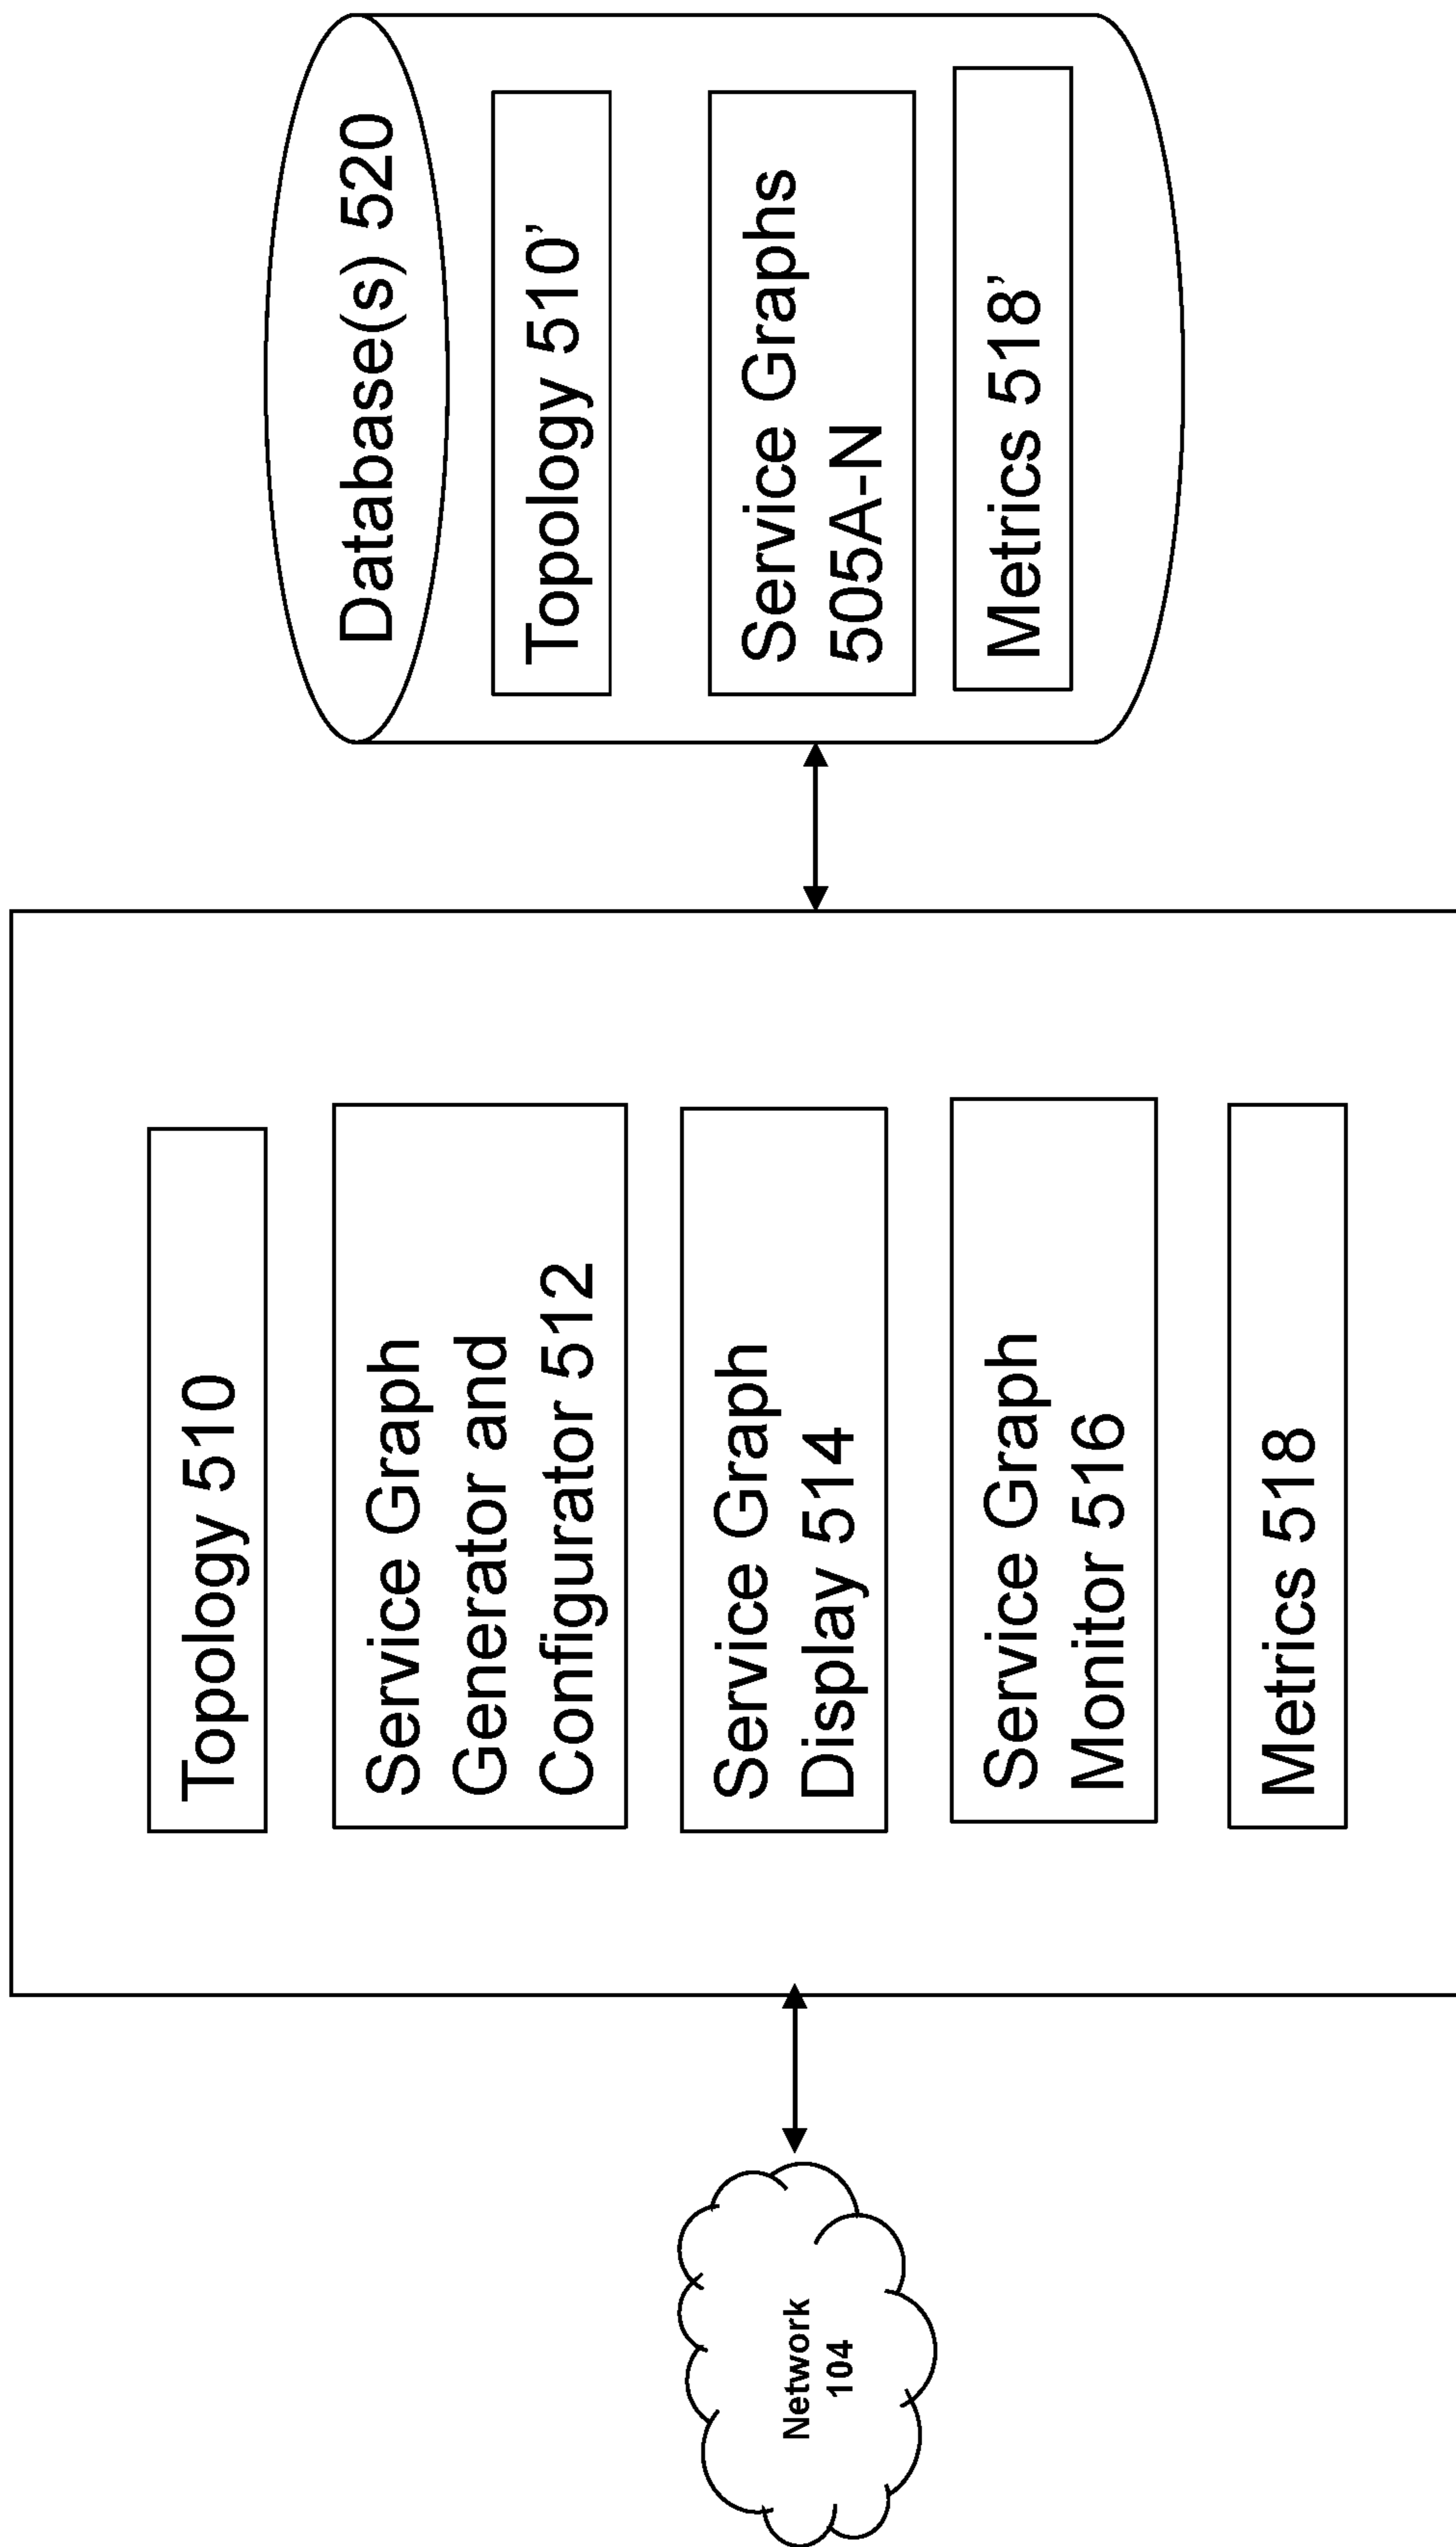 Network
104
Topology 510
Service Graph
Generator and
Configurator 512
Service Graph
Display 514
Service Graph
Monitor 516
Metrics 518
Database(s) 520
Topology 510’
Service Graphs
505A-N
Metrics 518’